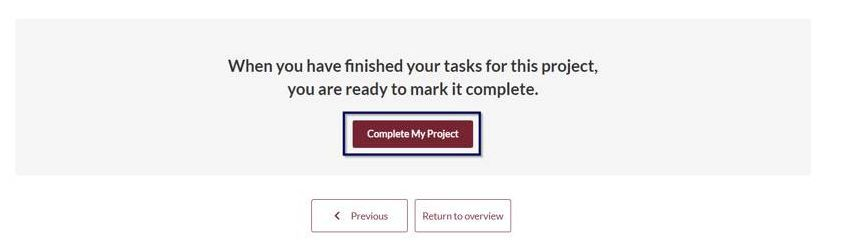 When you have finished your tasks for this project,
you are ready to mark it complete.
Complete My Project
Previous
Return to overview